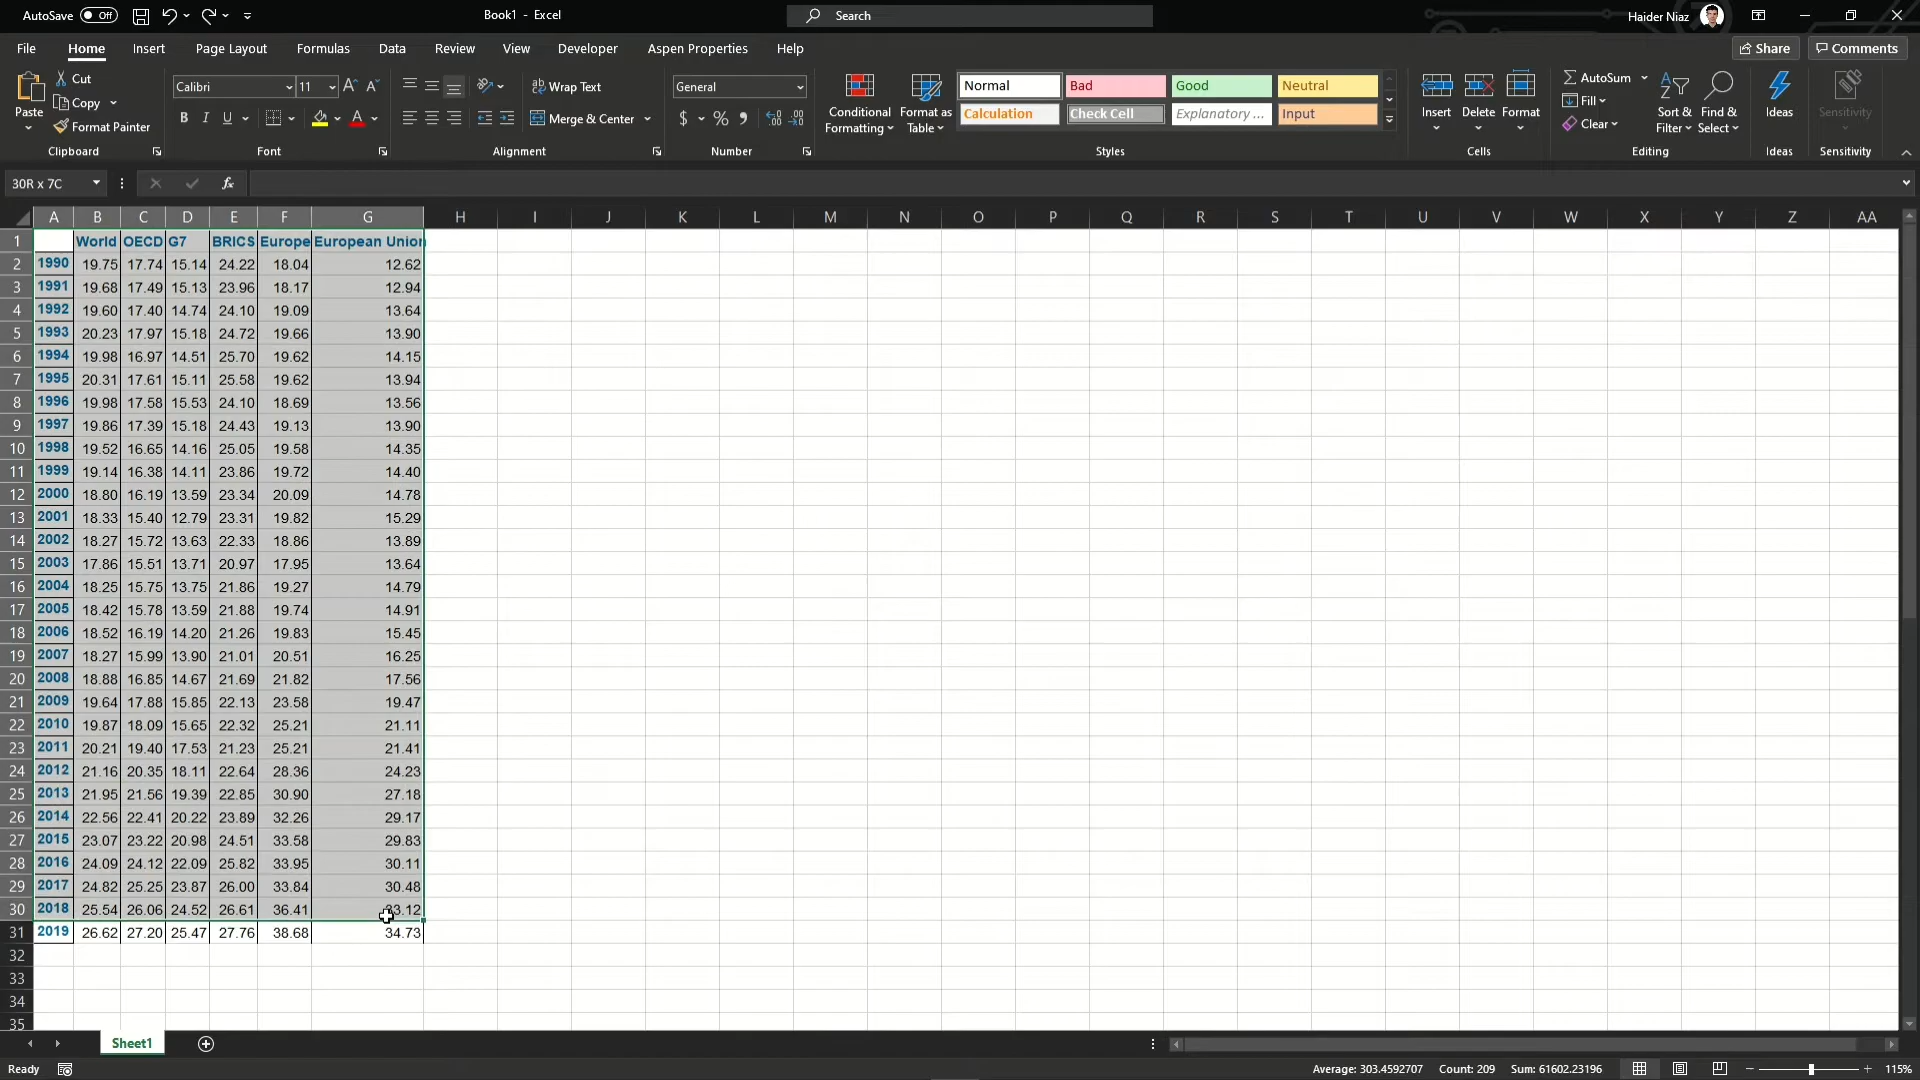 AutoSave Off Book1 - Excel Search Haider Niaz
File Home Insert Page Layout Formulas Data Review View Developer Aspen Properties Help Share Comments
Paste Cut Copy Format Painter Clipboard
Calibri 11 A A B I U A Font
Wrap Text Merge & Center Alignment
General $ % Number
Conditional Formatting Format as Table
Normal Bad Good Neutral
Calculation Check Cell Explanatory ... Input
Styles
Insert Delete Format Cells
AutoSum Fill Clear Sort & Filter Find & Select Editing
Ideas Ideas
Sensitivity Sensitivity
30R x 7C fx
A B C D E F G H I J K L M N O P Q R S T U V W X Y Z AA
1 World OECD G7 BRICS Europe European Union
2 1990 19.75 17.74 15.14 24.22 18.04 12.62
3 1991 19.68 17.49 15.13 23.96 18.17 12.94
4 1992 19.60 17.40 14.74 24.10 19.09 13.64
5 1993 20.23 17.97 15.18 24.72 19.66 13.90
6 1994 19.98 16.97 14.51 25.70 19.62 14.15
7 1995 20.31 17.61 15.11 25.58 19.62 13.94
8 1996 19.98 17.58 15.53 24.10 18.69 13.56
9 1997 19.86 17.39 15.18 24.43 19.13 13.90
10 1998 19.52 16.65 14.16 25.05 19.58 14.35
11 1999 19.14 16.38 14.11 23.86 19.72 14.40
12 2000 18.80 16.19 13.59 23.34 20.09 14.78
13 2001 18.33 15.40 12.79 23.31 19.82 15.29
14 2002 18.27 15.72 13.63 22.33 18.86 13.89
15 2003 17.86 15.51 13.71 20.97 17.95 13.64
16 2004 18.25 15.75 13.75 21.86 19.27 14.79
17 2005 18.42 15.78 13.59 21.88 19.74 14.91
18 2006 18.52 16.19 14.20 21.26 19.83 15.45
19 2007 18.27 15.99 13.90 21.01 20.51 16.25
20 2008 18.88 16.85 14.67 21.69 21.82 17.56
21 2009 19.64 17.88 15.85 22.13 23.58 19.47
22 2010 19.87 18.09 15.65 22.32 25.21 21.11
23 2011 20.21 19.40 17.53 21.23 25.21 21.41
24 2012 21.16 20.35 18.11 22.64 28.36 24.23
25 2013 21.95 21.56 19.39 22.85 30.90 27.18
26 2014 22.56 22.41 20.22 23.89 32.26 29.17
27 2015 23.07 23.22 20.98 24.51 33.58 29.83
28 2016 24.09 24.12 22.09 25.82 33.95 30.11
29 2017 24.82 25.25 23.87 26.00 33.84 30.48
30 2018 25.54 26.06 24.52 26.61 36.41
31 2019 26.62 27.20 25.47 27.76 38.68 34.73
32
33
34
35
Sheet1
Ready Average: 303.4592707 Count: 209 Sum: 61602.23196 115%